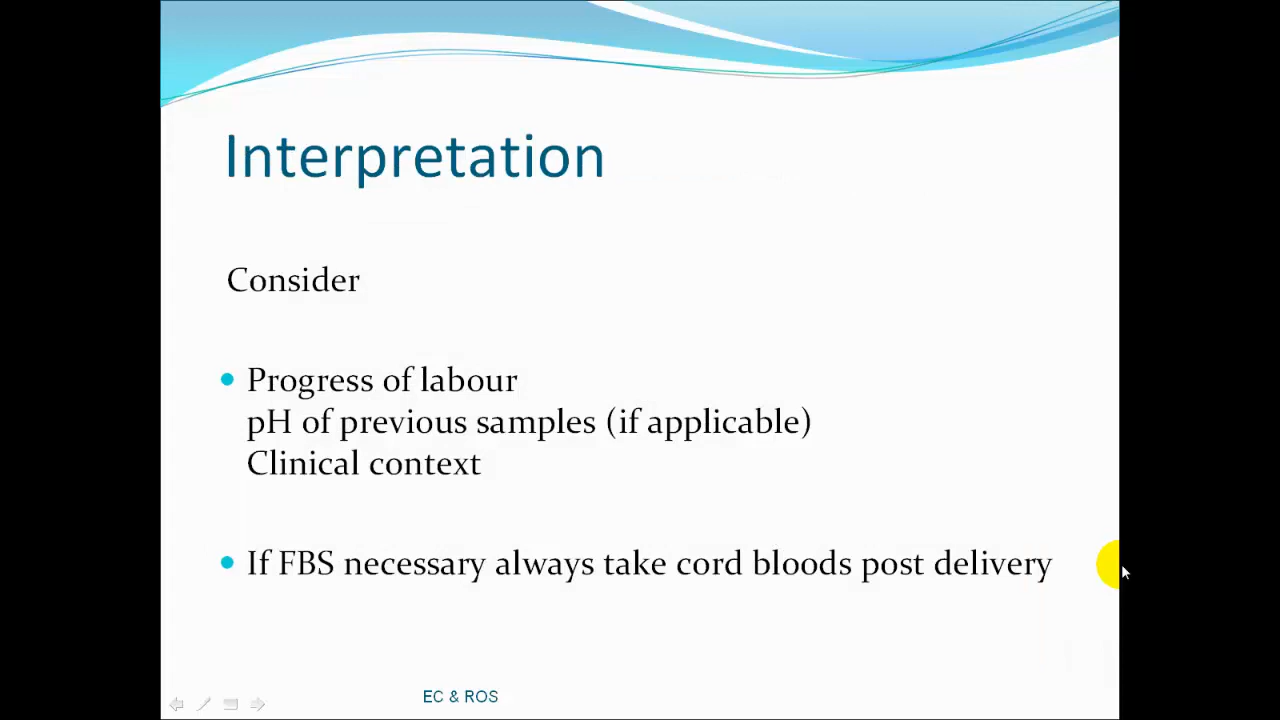 Interpretation
Consider
Progress of labour
pH of previous samples (if applicable)
Clinical context
If FBS necessary always take cord bloods post delivery
EC & ROS